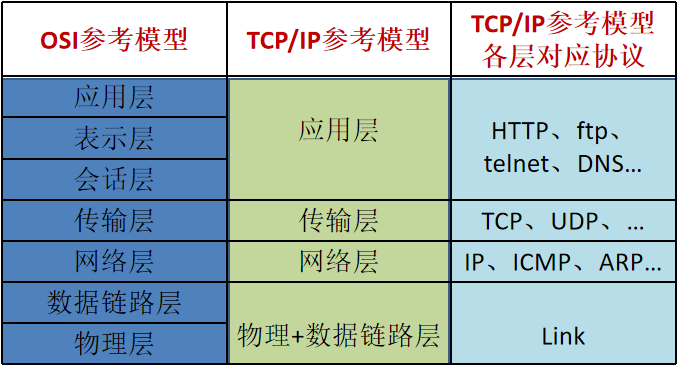 OSI参考模型
TCP/IP参考模型
TCP/IP参考模型
各层对应协议
应用层
表示层
会话层
应用层
HTTP、ftp、
telnet、DNS...
传输层
传输层
TCP、UDP、...
网络层
网络层
IP、ICMP、ARP...
数据链路层
物理层
物理+数据链路层
Link